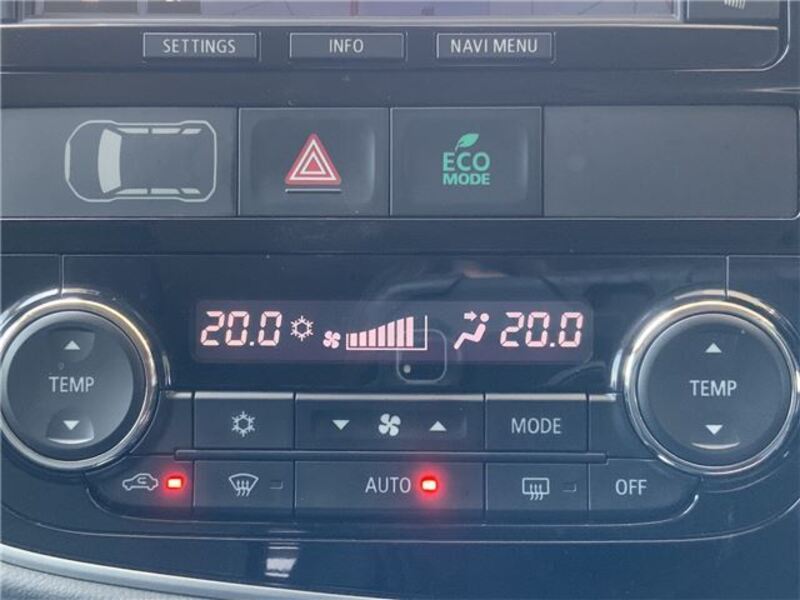 SETTINGS INFO NAVI MENU
ECO
MODE
20.0 20.0
TEMP TEMP
MODE
AUTO OFF